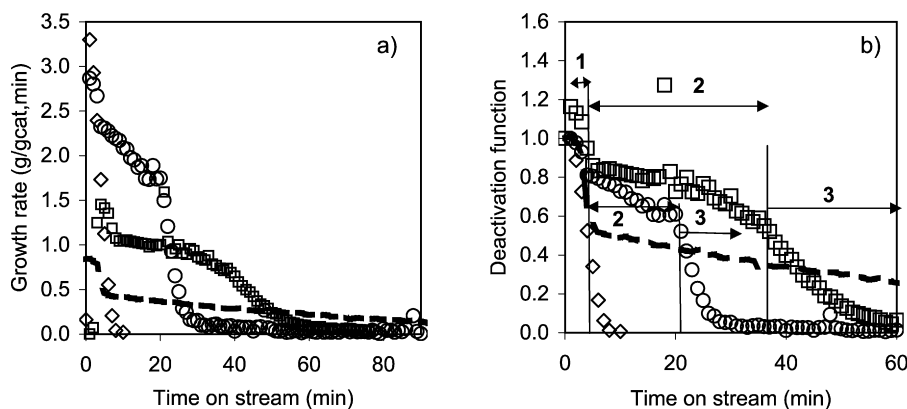 a)
Growth rate (g/gcat,min)
3.5
3.0
2.5
2.0
1.5
1.0
0.5
0.0
0 20 40 60 80
Time on stream (min)
b)
Deactivation function
1.6
1.4
1.2
1.0
0.8
0.6
0.4
0.2
0.0
1
2
3
2 3
0 20 40 60
Time on stream (min)